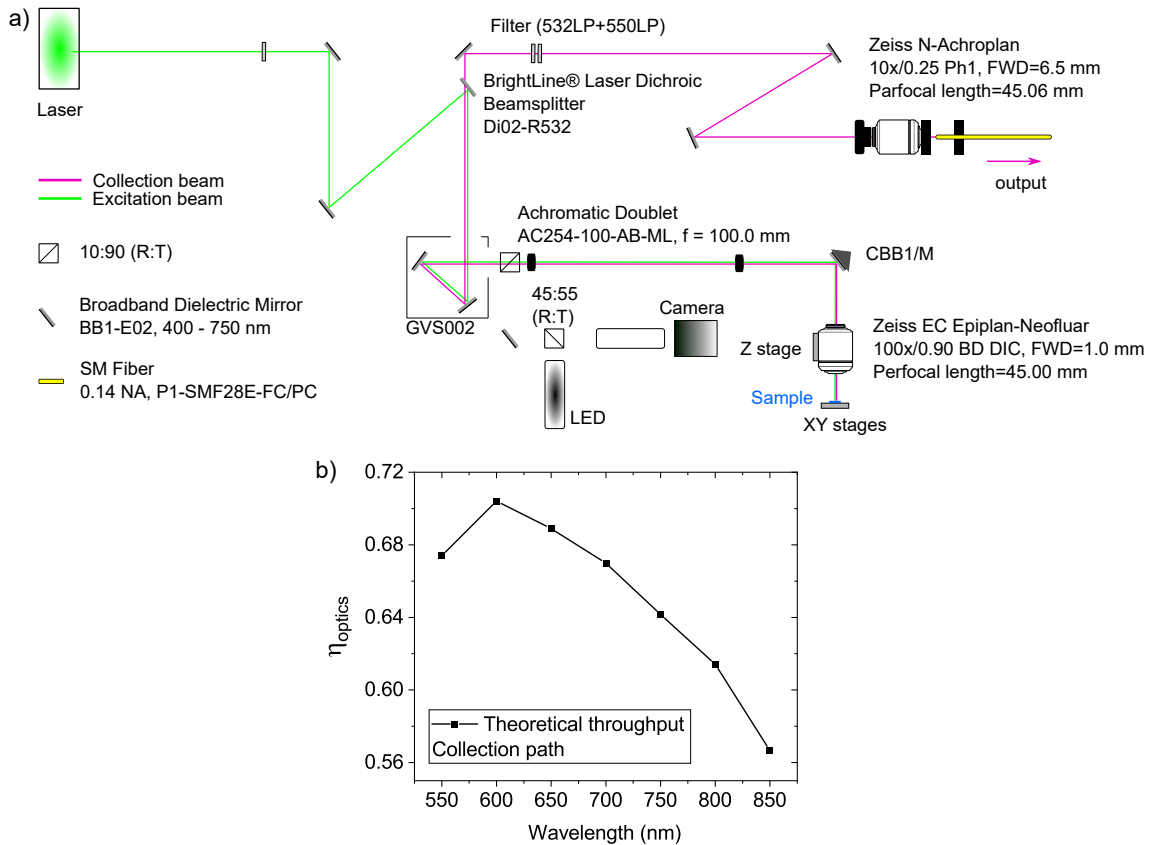 a)
Laser
Filter (532LP+550LP)
BrightLine® Laser Dichroic
Beamsplitter
Di02-R532
Zeiss N-Achroplan
10x/0.25 Ph1, FWD=6.5 mm
Parfocal length=45.06 mm
output
Collection beam
Excitation beam
10:90 (R:T)
Broadband Dielectric Mirror
BB1-E02, 400 - 750 nm
SM Fiber
0.14 NA, P1-SMF28E-FC/PC
Achromatic Doublet
AC254-100-AB-ML, f = 100.0 mm
CBB1/M
GVS002
45:55
(R:T)
Camera
LED
Z stage
Zeiss EC Epiplan-Neofluar
100x/0.90 BD DIC, FWD=1.0 mm
Perfocal length=45.00 mm
Sample
XY stages
b)
0.72
0.68
0.64
0.60
0.56
ηoptics
Theoretical throughput
Collection path
550 600 650 700 750 800 850
Wavelength (nm)